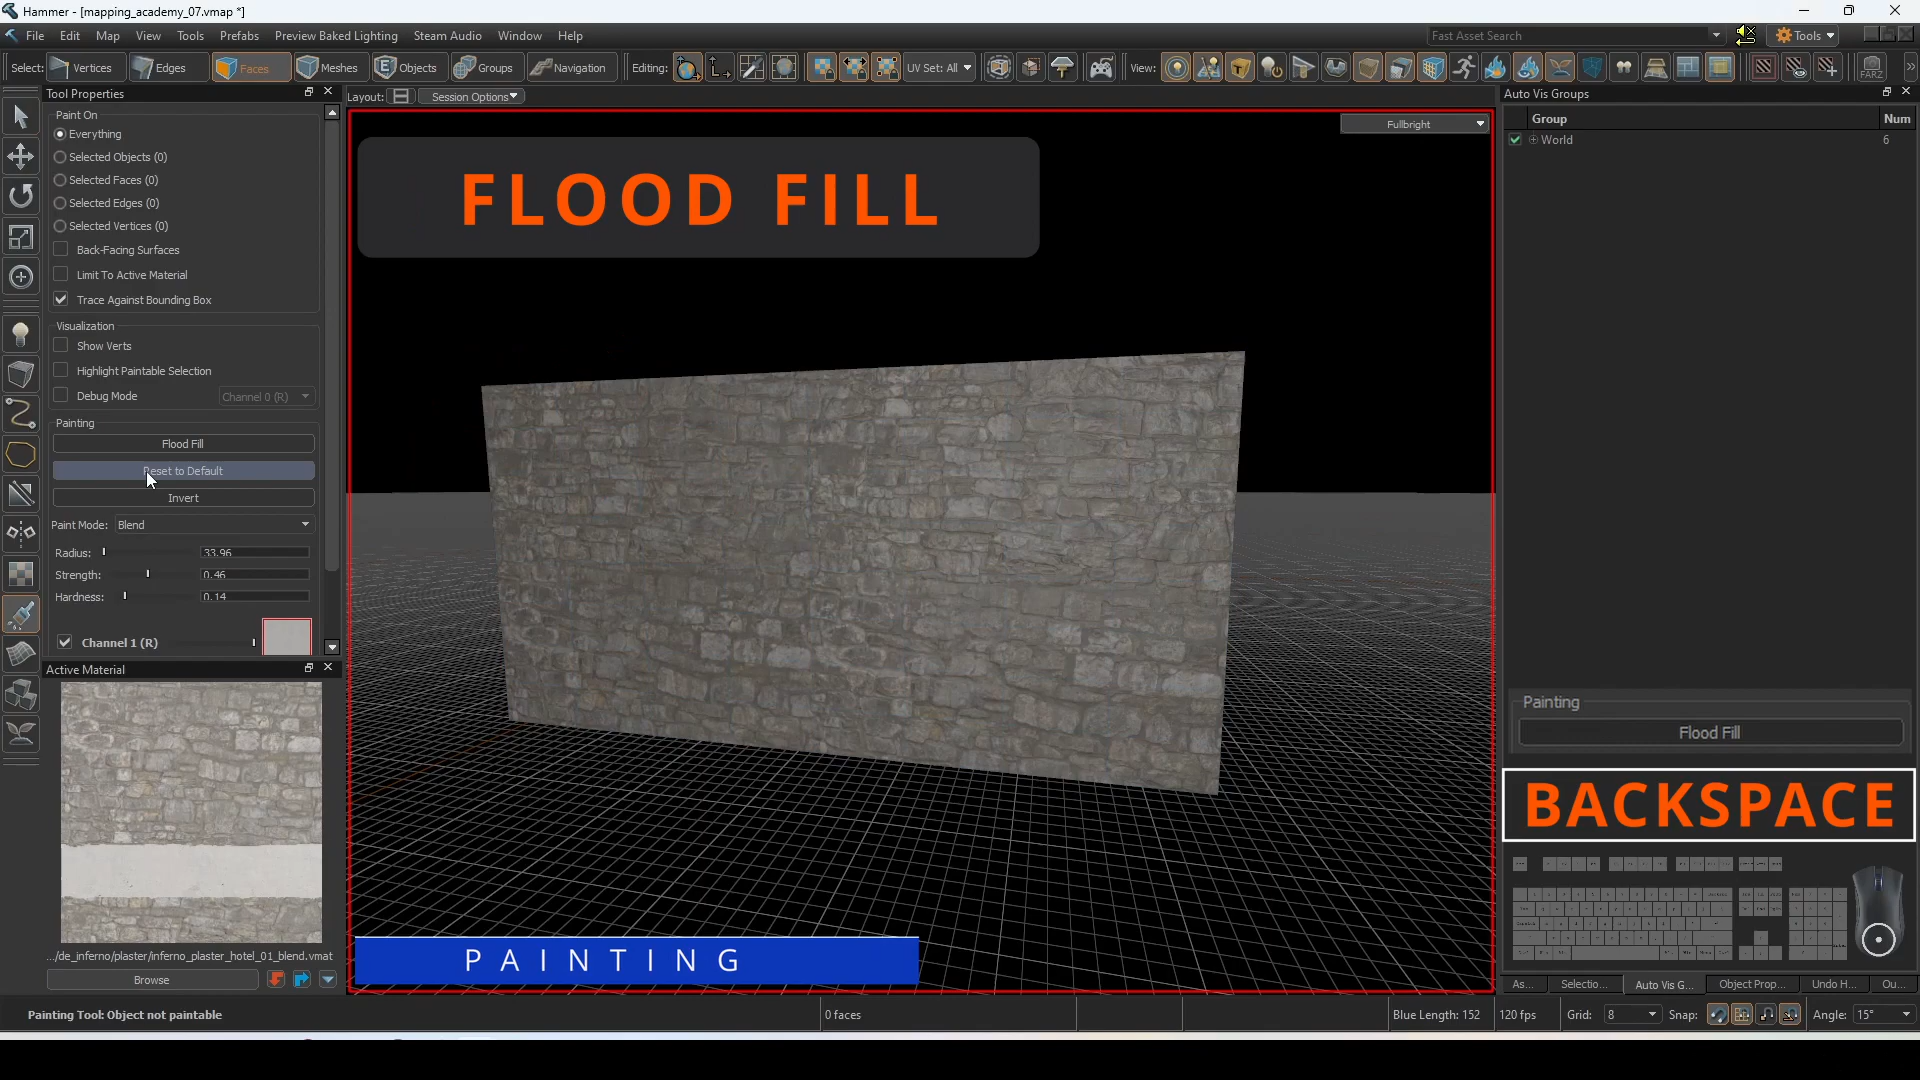 Hammer - [mapping_academy_07.vmap *]
File Edit Map View Tools Prefabs Preview Baked Lighting Steam Audio Window Help
Fast Asset Search
Tools
Select: Vertices Edges Faces Meshes Objects Groups Navigation Editing: UV Set: All View: FARZ
Tool Properties
Layout: Session Options
Auto Vis Groups
Paint On
Everything
Selected Objects (0)
Selected Faces (0)
Selected Edges (0)
Selected Vertices (0)
Back-Facing Surfaces
Limit To Active Material
Trace Against Bounding Box
Visualization
Show Verts
Highlight Paintable Selection
Debug Mode Channel 0 (R)
Painting
Flood Fill
Reset to Default
Invert
Paint Mode: Blend
Radius: 33.96
Strength: 0.46
Hardness: 0.14
Channel 1 (R)
Active Material
.../de_inferno/plaster/inferno_plaster_hotel_01_blend.vmat
Browse
Fullbright
FLOOD FILL
PAINTING
Group Num
World 6
Painting
Flood Fill
BACKSPACE
As... Selectio... Auto Vis G... Object Prop... Undo H... Ou...
Painting Tool: Object not paintable 0 faces Blue Length: 152 120 fps Grid: 8 Snap: Angle: 15°